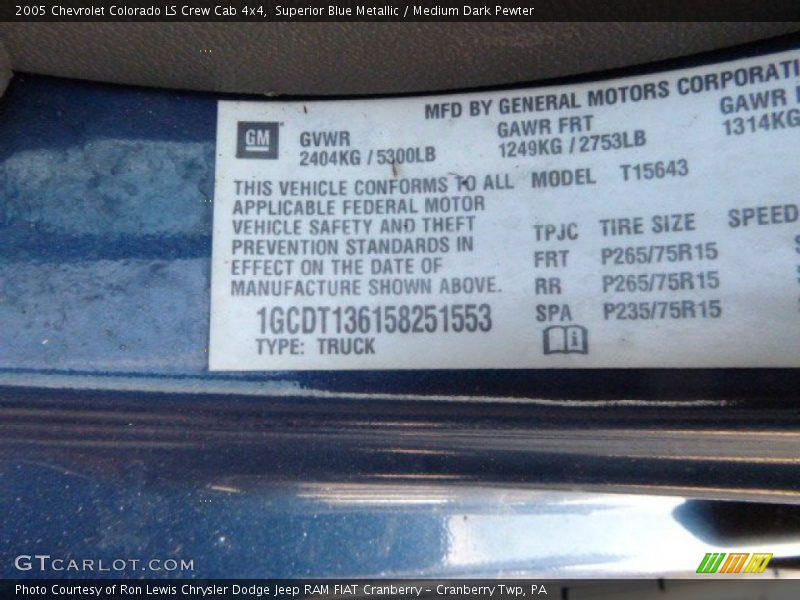 2005 Chevrolet Colorado LS Crew Cab 4x4,  Superior Blue Metallic / Medium Dark Pewter
MFD BY GENERAL MOTORS CORPORATI
GM
GVWR
2404KG / 5300LB
GAWR FRT
1249KG / 2753LB
GAWR
1314KG
THIS VEHICLE CONFORMS TO ALL
APPLICABLE FEDERAL MOTOR
VEHICLE SAFETY AND THEFT
PREVENTION STANDARDS IN
EFFECT ON THE DATE OF
MANUFACTURE SHOWN ABOVE.
1GCDT136158251553
TYPE: TRUCK
MODEL T15643
TPJC TIRE SIZE SPEED
FRT P265/75R15
RR P265/75R15
SPA P235/75R15
GTCARLOT.COM
Photo Courtesy of Ron Lewis Chrysler Dodge Jeep RAM FIAT Cranberry – Cranberry Twp, PA